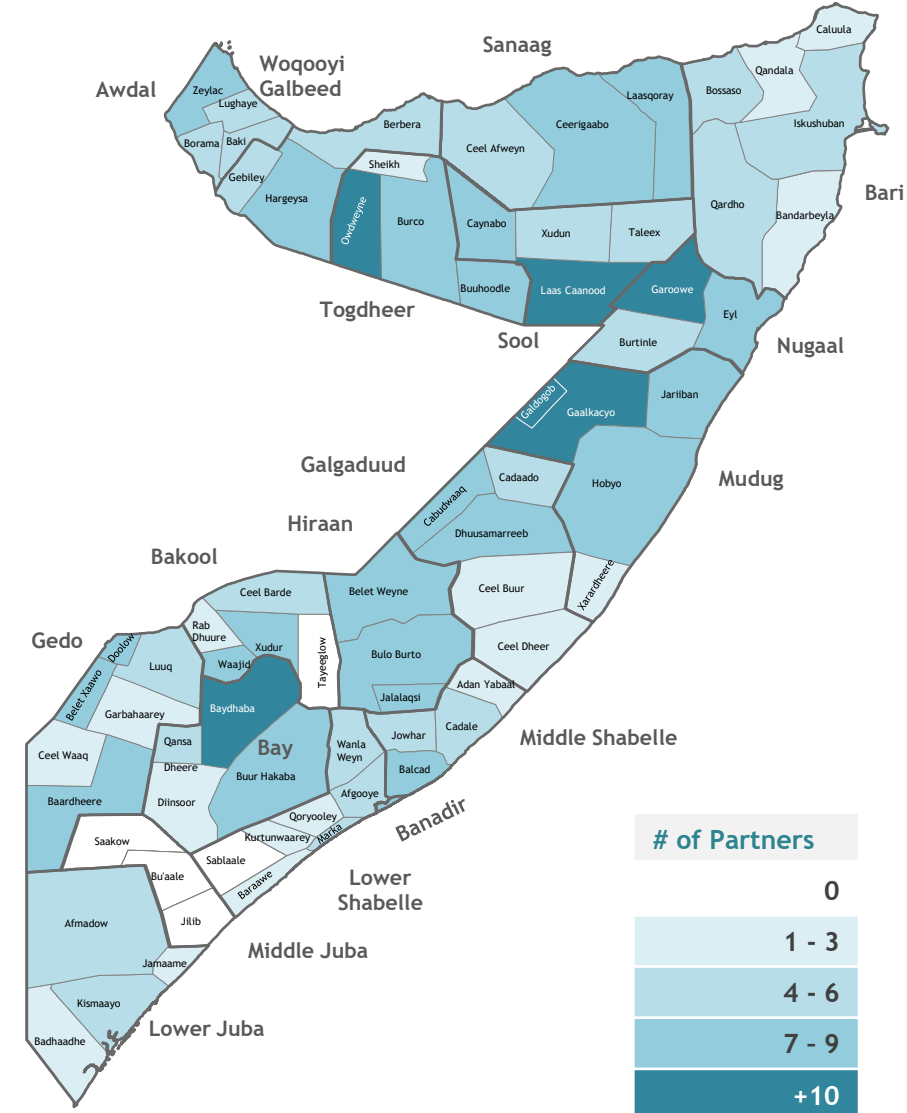 Caluula
Sanaag
Woqooyi
Galbeed
Qandala
Awdal
Zeylac
Bossaso
Laasqoray
Lughaye
Berbera
Ceerigaabo
Iskushuban
Borama
Baki
Ceel Afweyn
Sheikh
Gebiley
Bari
Hargeysa
Qardho
Bandarbeyla
Owdweyne
Burco
Caynabo
Xudun
Taleex
Buuhoodle
Laas Caanood
Garoowe
Togdheer
Eyl
Sool
Burtinle
Nugaal
Jariiban
Galdogob
Gaalkacyo
Galgaduud
Cadaado
Mudug
Hobyo
Cabudwaaq
Hiraan
Dhuusamarreeb
Bakool
Xarardheere
Ceel Barde
Belet Weyne
Ceel Buur
Rab
Dhuure
Gedo
Doolow
Xudur
Ceel Dheer
Bulo Burto
Luuq
Waajid
Tayeeglow
Adan Yabaal
Belet Xaawo
Jalalaqsi
Garbahaarey
Baydhaba
Cadale
Jowhar
Middle Shabelle
Qansa
Dheere
Bay
Wanla
Weyn
Ceel Waaq
Balcad
Buur Hakaba
Afgooye
Baardheere
Diinsoor
Qoryooley
Banadir
Marka
Kurtunwaarey
Saakow
Sablaale
# of Partners
Bu'aale
Baraawe
Lower
Shabelle
0
Jilib
Afmadow
1 - 3
Middle Juba
Jamaame
4 - 6
Kismaayo
Lower Juba
Badhaadhe
7 - 9
+10